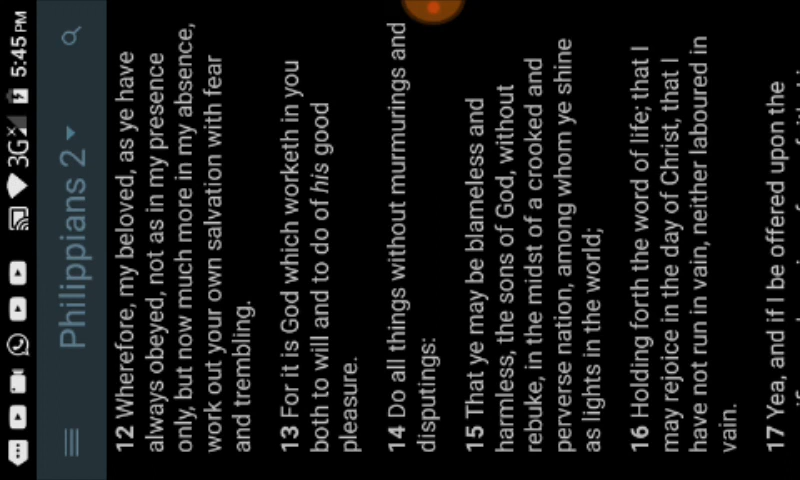 3G 5:45 PM
Philippians 2
12 Wherefore, my beloved, as ye have
always obeyed, not as in my presence
only, but now much more in my absence,
work out your own salvation with fear
and trembling.
13 For it is God which worketh in you
both to will and to do of his good
pleasure.
14 Do all things without murmurings and
disputings:
15 That ye may be blameless and
harmless, the sons of God, without
rebuke, in the midst of a crooked and
perverse nation, among whom ye shine
as lights in the world;
16 Holding forth the word of life; that I
may rejoice in the day of Christ, that I
have not run in vain, neither laboured in
vain.
17 Yea, and if I be offered upon the